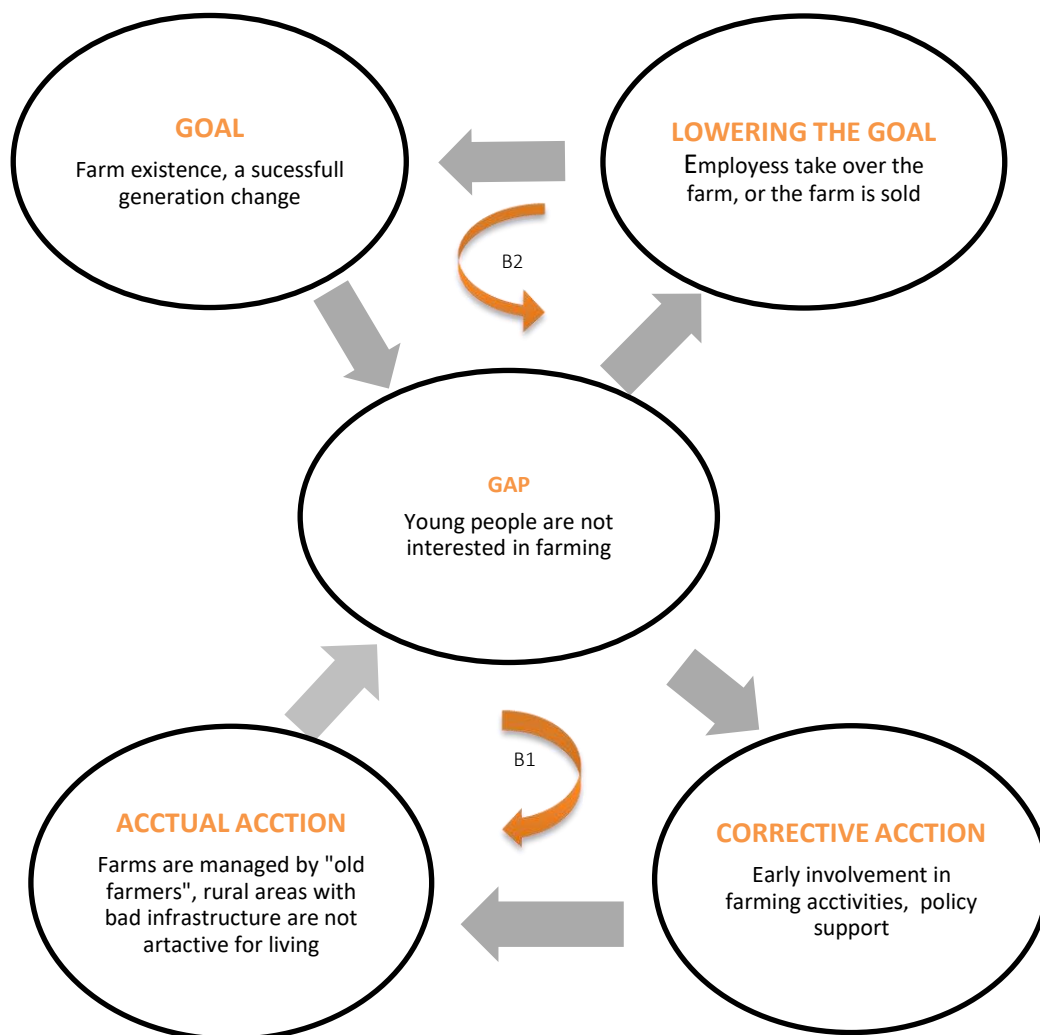 GOAL
Farm existence, a sucessfull
generation change
LOWERING THE GOAL
Employess take over the
farm, or the farm is sold
B2
GAP
Young people are not
interested in farming
B1
ACCTUAL ACCTION
Farms are managed by "old
farmers", rural areas with
bad infrastructure are not
artactive for living
CORRECTIVE ACCTION
Early involvement in
farming acctivities, policy
support